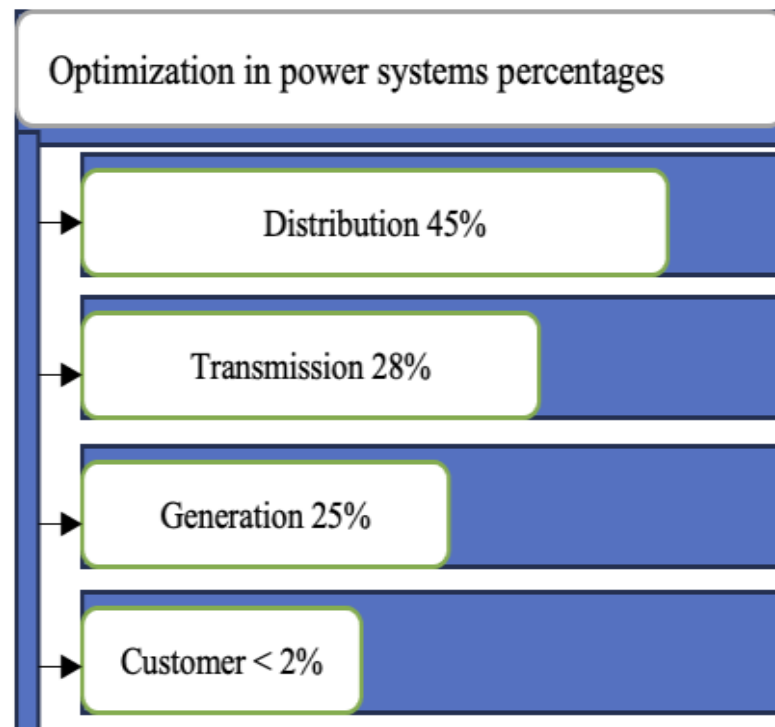 Optimization in power systems percentages
Distribution 45%
Transmission 28%
Generation 25%
Customer < 2%